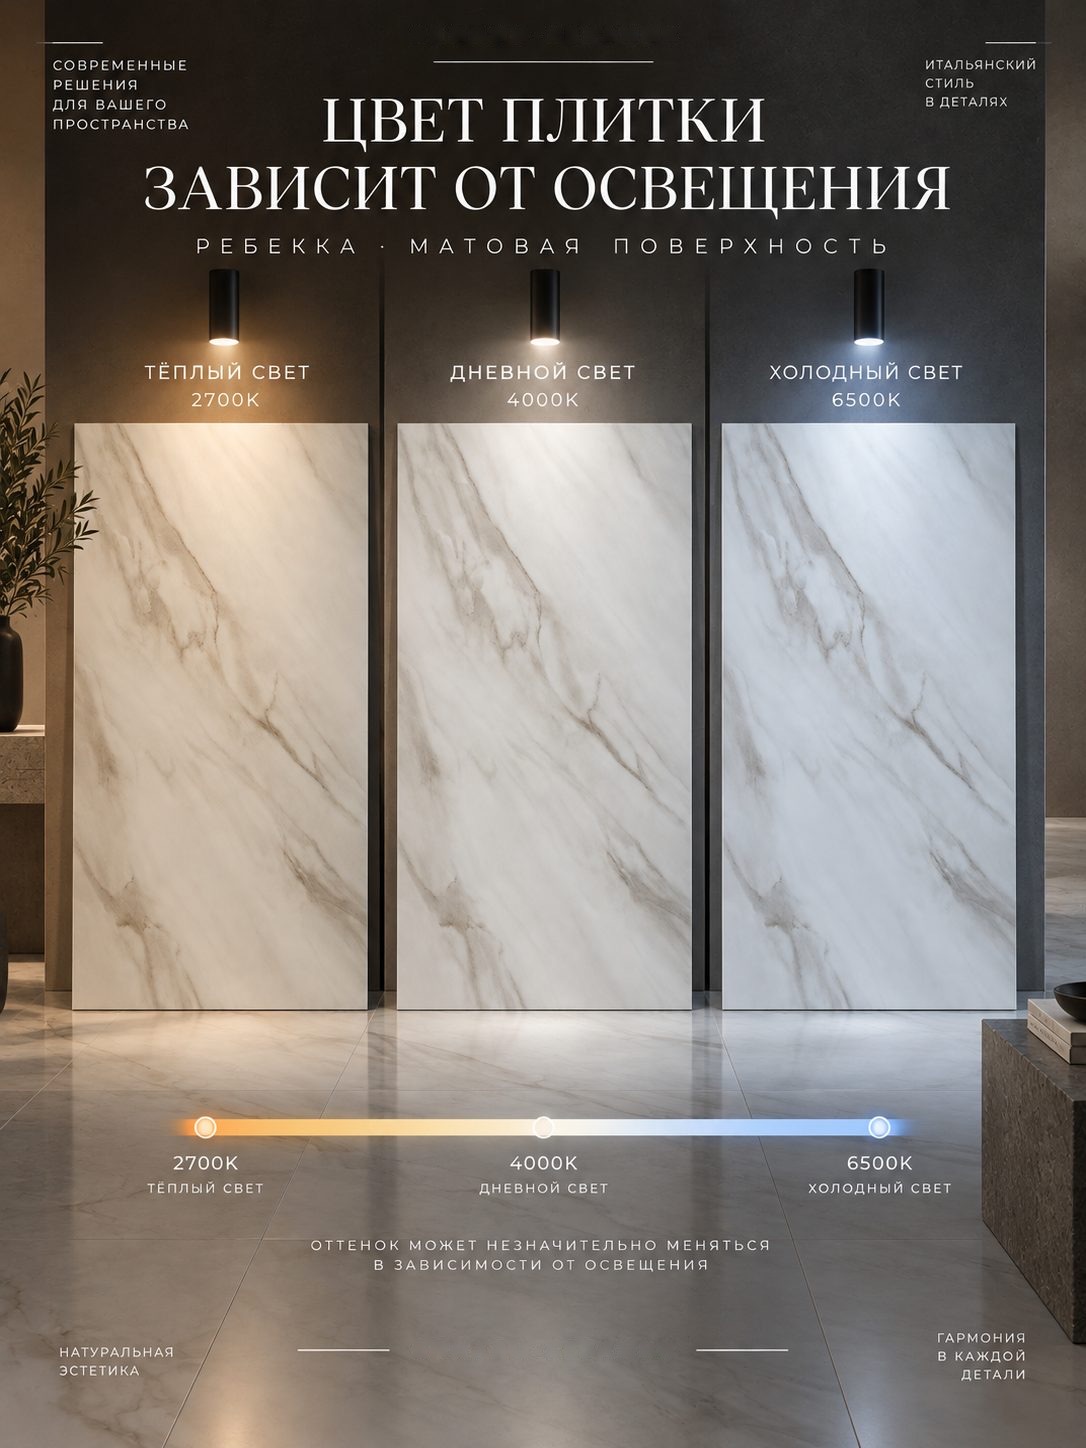 СОВРЕМЕННЫЕ
РЕШЕНИЯ
ДЛЯ ВАШЕГО
ПРОСТРАНСТВА
ИТАЛЬЯНСКИЙ
СТИЛЬ
В ДЕТАЛЯХ
ЦВЕТ ПЛИТКИ
ЗАВИСИТ ОТ ОСВЕЩЕНИЯ
РЕБЕККА · МАТОВАЯ ПОВЕРХНОСТЬ
ТЁПЛЫЙ СВЕТ
2700K
ДНЕВНОЙ СВЕТ
4000K
ХОЛОДНЫЙ СВЕТ
6500K
2700K
ТЁПЛЫЙ СВЕТ
4000K
ДНЕВНОЙ СВЕТ
6500K
ХОЛОДНЫЙ СВЕТ
ОТТЕНОК МОЖЕТ НЕЗНАЧИТЕЛЬНО МЕНЯТЬСЯ
В ЗАВИСИМОСТИ ОТ ОСВЕЩЕНИЯ
НАТУРАЛЬНАЯ
ЭСТЕТИКА
ГАРМОНИЯ
В КАЖДОЙ
ДЕТАЛИ